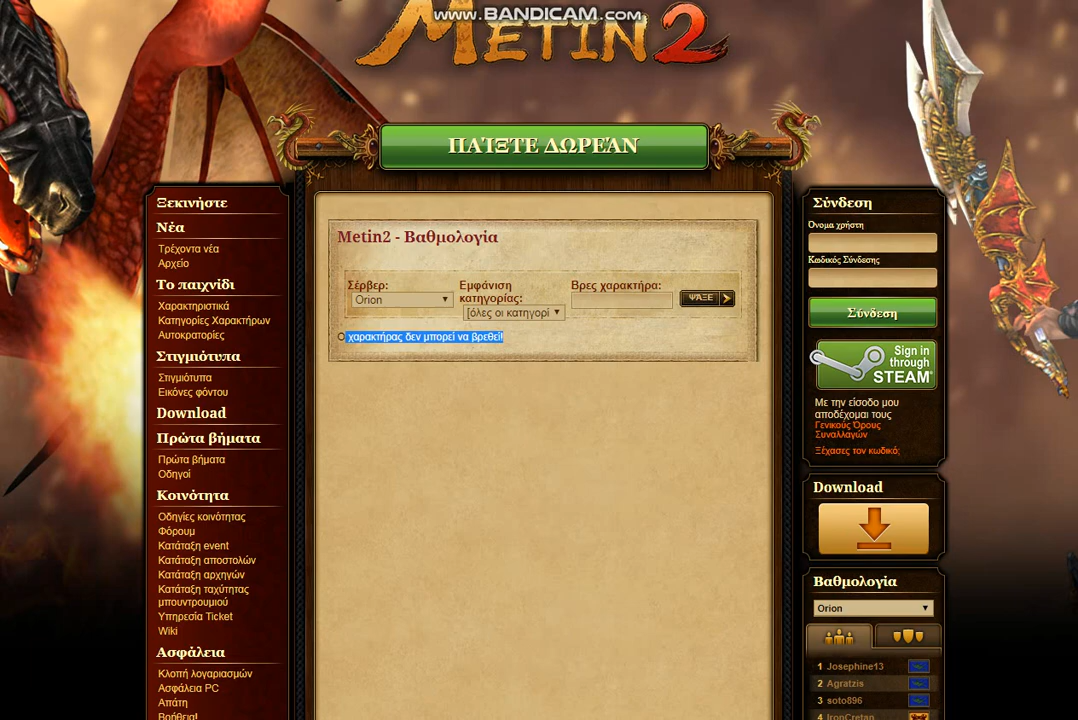 www.BANDICAM.com
METIN2
ΠΑΊΞΤΕ ΔΩΡΕΆΝ
Ξεκινήστε
Νέα
Τρέχοντα νέα
Αρχείο
Το παιχνίδι
Χαρακτηριστικά
Κατηγορίες Χαρακτήρων
Αυτοκρατορίες
Στιγμιότυπα
Στιγμιότυπα
Εικόνες φόντου
Download
Πρώτα βήματα
Πρώτα βήματα
Οδηγοί
Κοινότητα
Οδηγίες κοινότητας
Φόρουμ
Κατάταξη event
Κατάταξη αποστολών
Κατάταξη αρχηγών
Κατάταξη ταχύτητας
μπουντρουμιού
Υπηρεσία Ticket
Wiki
Ασφάλεια
Κλοπή λογαριασμών
Ασφάλεια PC
Απάτη
Βοήθεια!
Metin2 - Βαθμολογία
Σέρβερ:
Orion
Εμφάνιση
κατηγορίας:
[όλες οι κατηγορί
Βρες χαρακτήρα:
ΨΆΞΕ
Ο χαρακτήρας δεν μπορεί να βρεθεί!
Σύνδεση
Όνομα χρήστη
Κωδικός Σύνδεσης
Σύνδεση
Sign in
through
STEAM
Με την είσοδο μου
αποδέχομαι τους
Γενικούς Όρους
Συναλλαγών
Ξέχασες τον κωδικό;
Download
Βαθμολογία
Orion
1 Josephine13
2 Agratzis
3 soto896
4 IronCretan